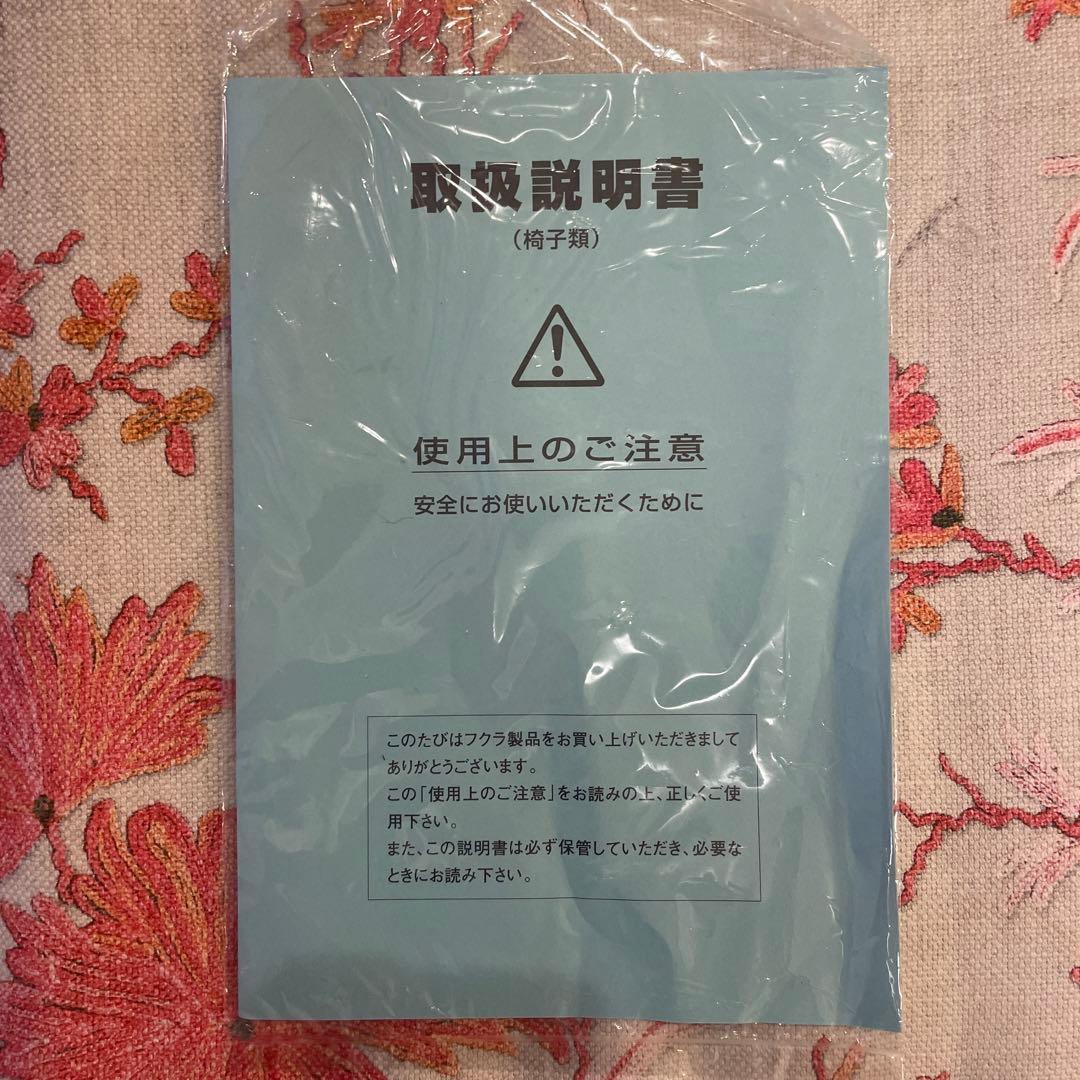 取扱説明書
（椅子類）
使用上のご注意
安全にお使いいただくために
このたびはフクラ製品をお買い上げいただきまして
ありがとうございます。
この「使用上のご注意」をお読みの上、正しくご使
用下さい。
また、この説明書は必ず保管していただき、必要な
ときにお読み下さい。